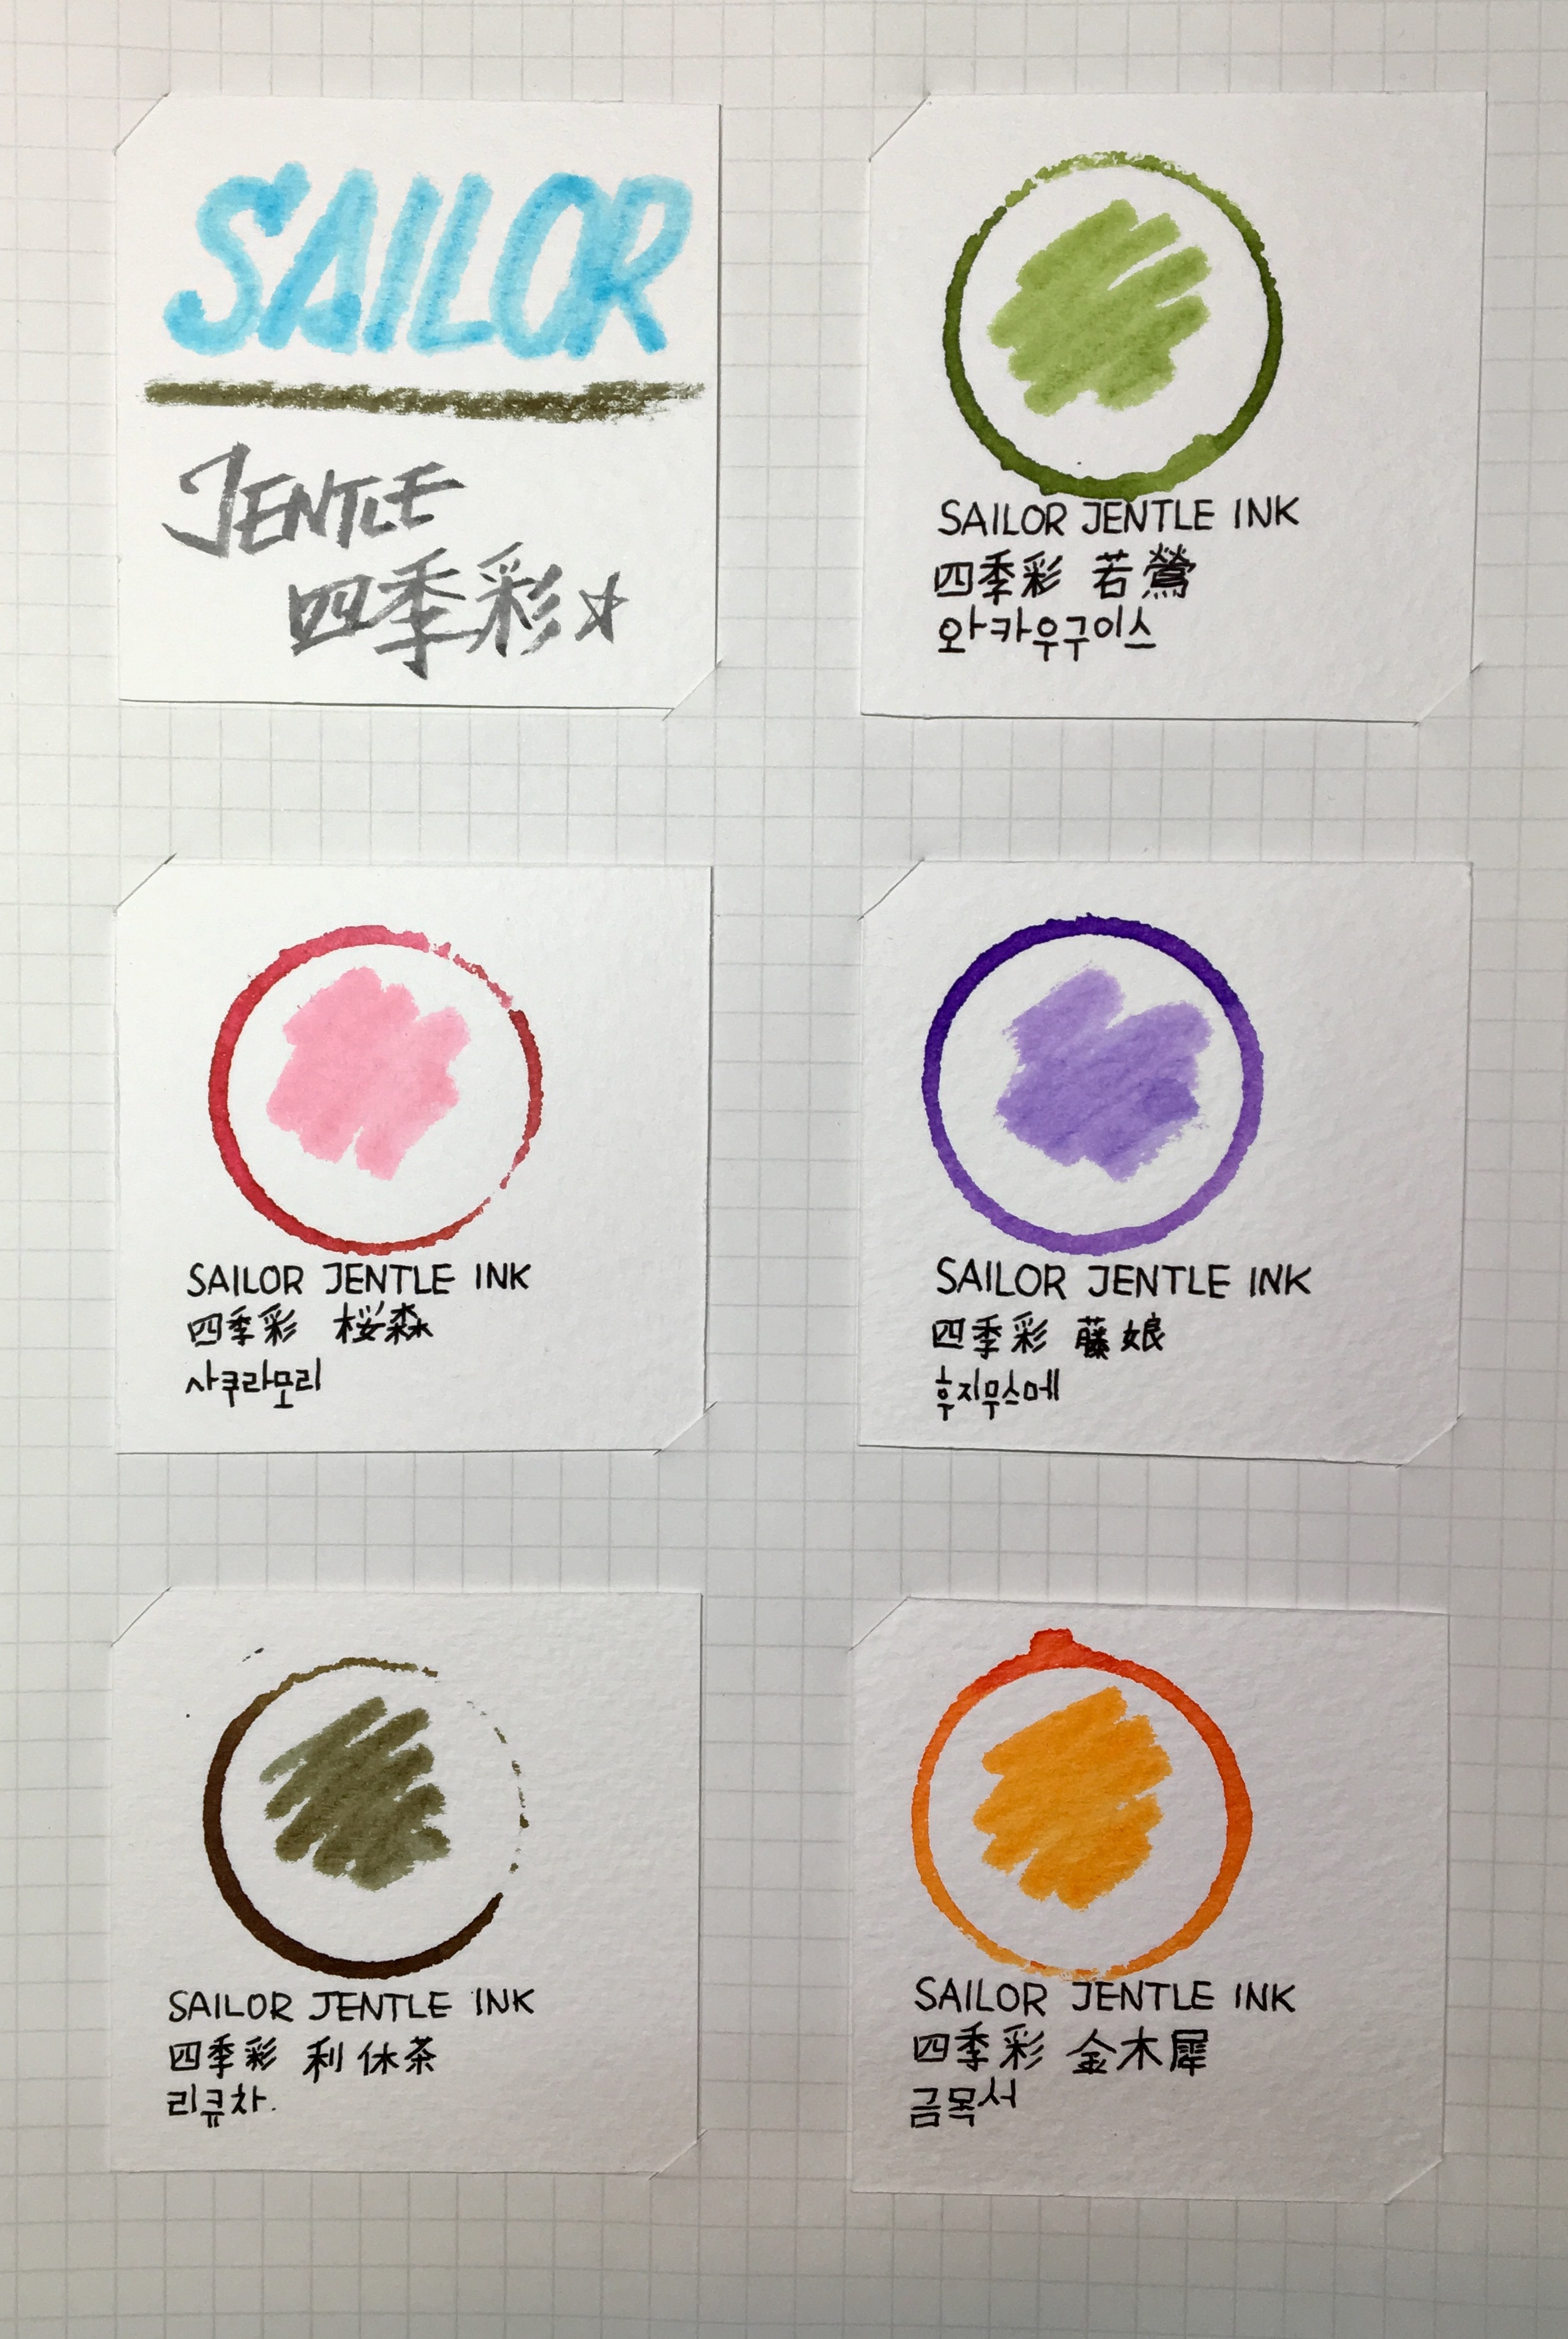 SAILOR
JENTLE
四季彩☆
SAILOR JENTLE INK
四季彩 若鶯
와카우구이스
SAILOR JENTLE INK
四季彩 桜森
사쿠라모리
SAILOR JENTLE INK
四季彩 藤娘
후지무스메
SAILOR JENTLE INK
四季彩 利休茶
리큐차.
SAILOR JENTLE INK
四季彩 金木犀
금목서